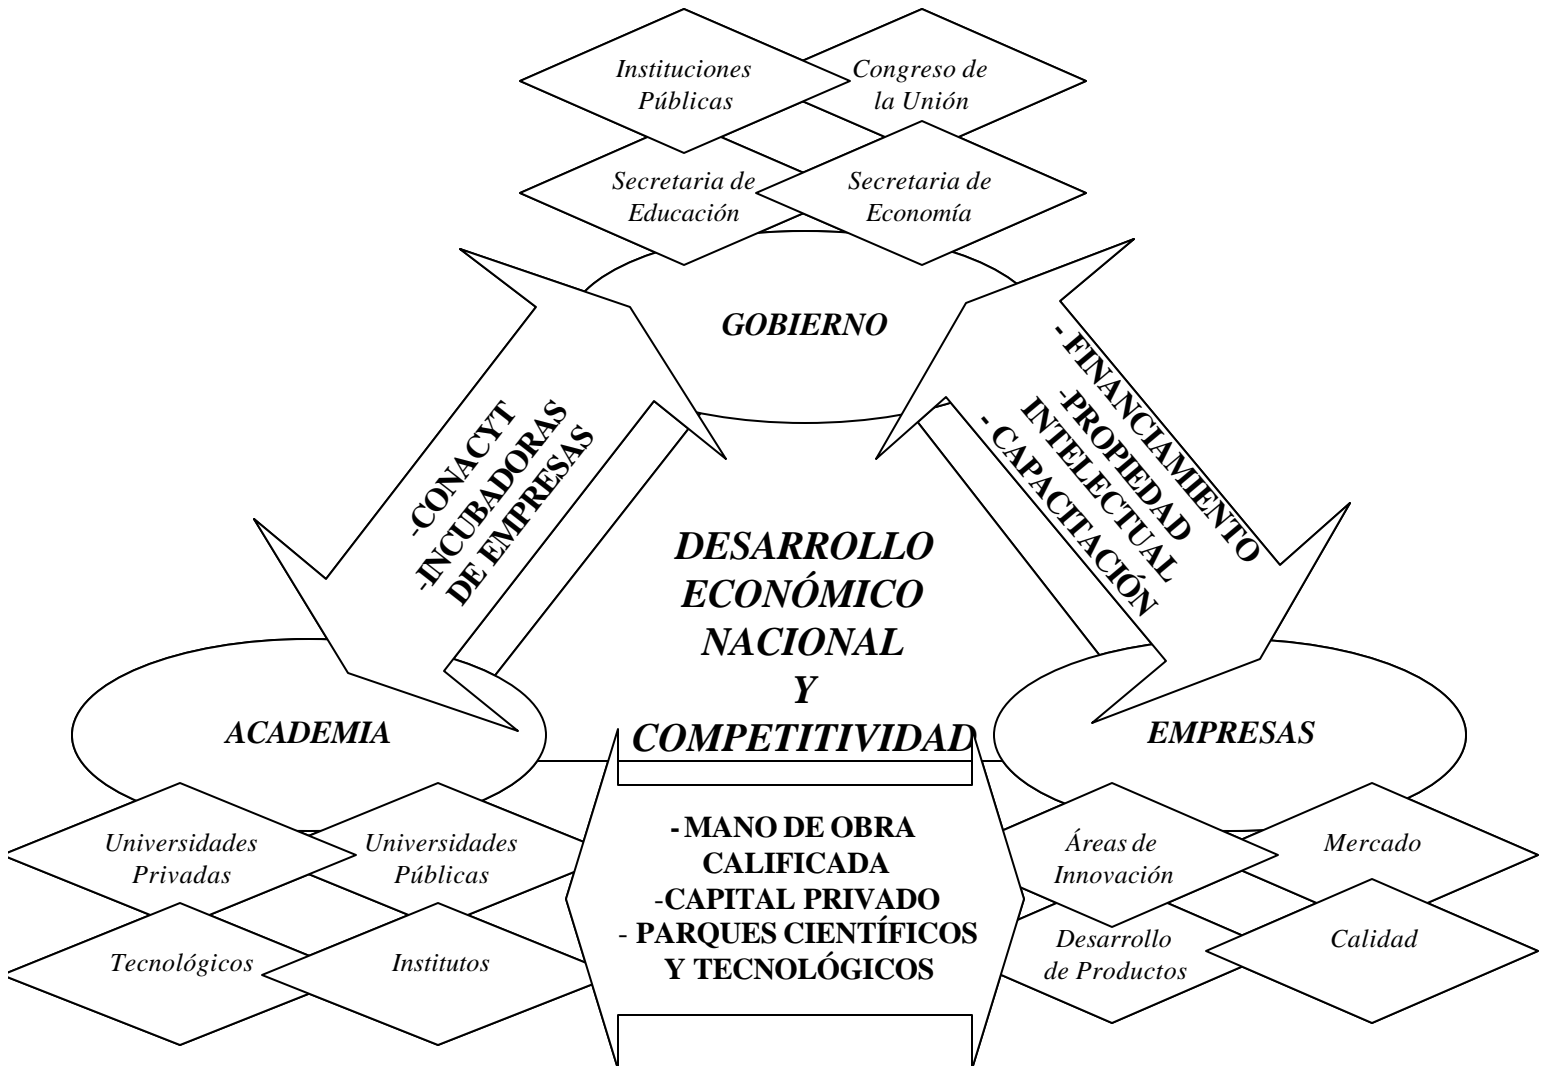 Instituciones
Públicas
Congreso de
la Unión
Secretaria de
Educación
Secretaria de
Economía
GOBIERNO
-CONACYT
-INCUBADORAS
DE EMPRESAS
- FINANCIAMIENTO
-PROPIEDAD
INTELECTUAL
- CAPACITACIÓN
DESARROLLO
ECONÓMICO
NACIONAL
Y
COMPETITIVIDAD
ACADEMIA
EMPRESAS
Universidades
Privadas
Universidades
Públicas
Tecnológicos
Institutos
- MANO DE OBRA
CALIFICADA
-CAPITAL PRIVADO
- PARQUES CIENTÍFICOS
Y TECNOLÓGICOS
Áreas de
Innovación
Mercado
Desarrollo
de Productos
Calidad